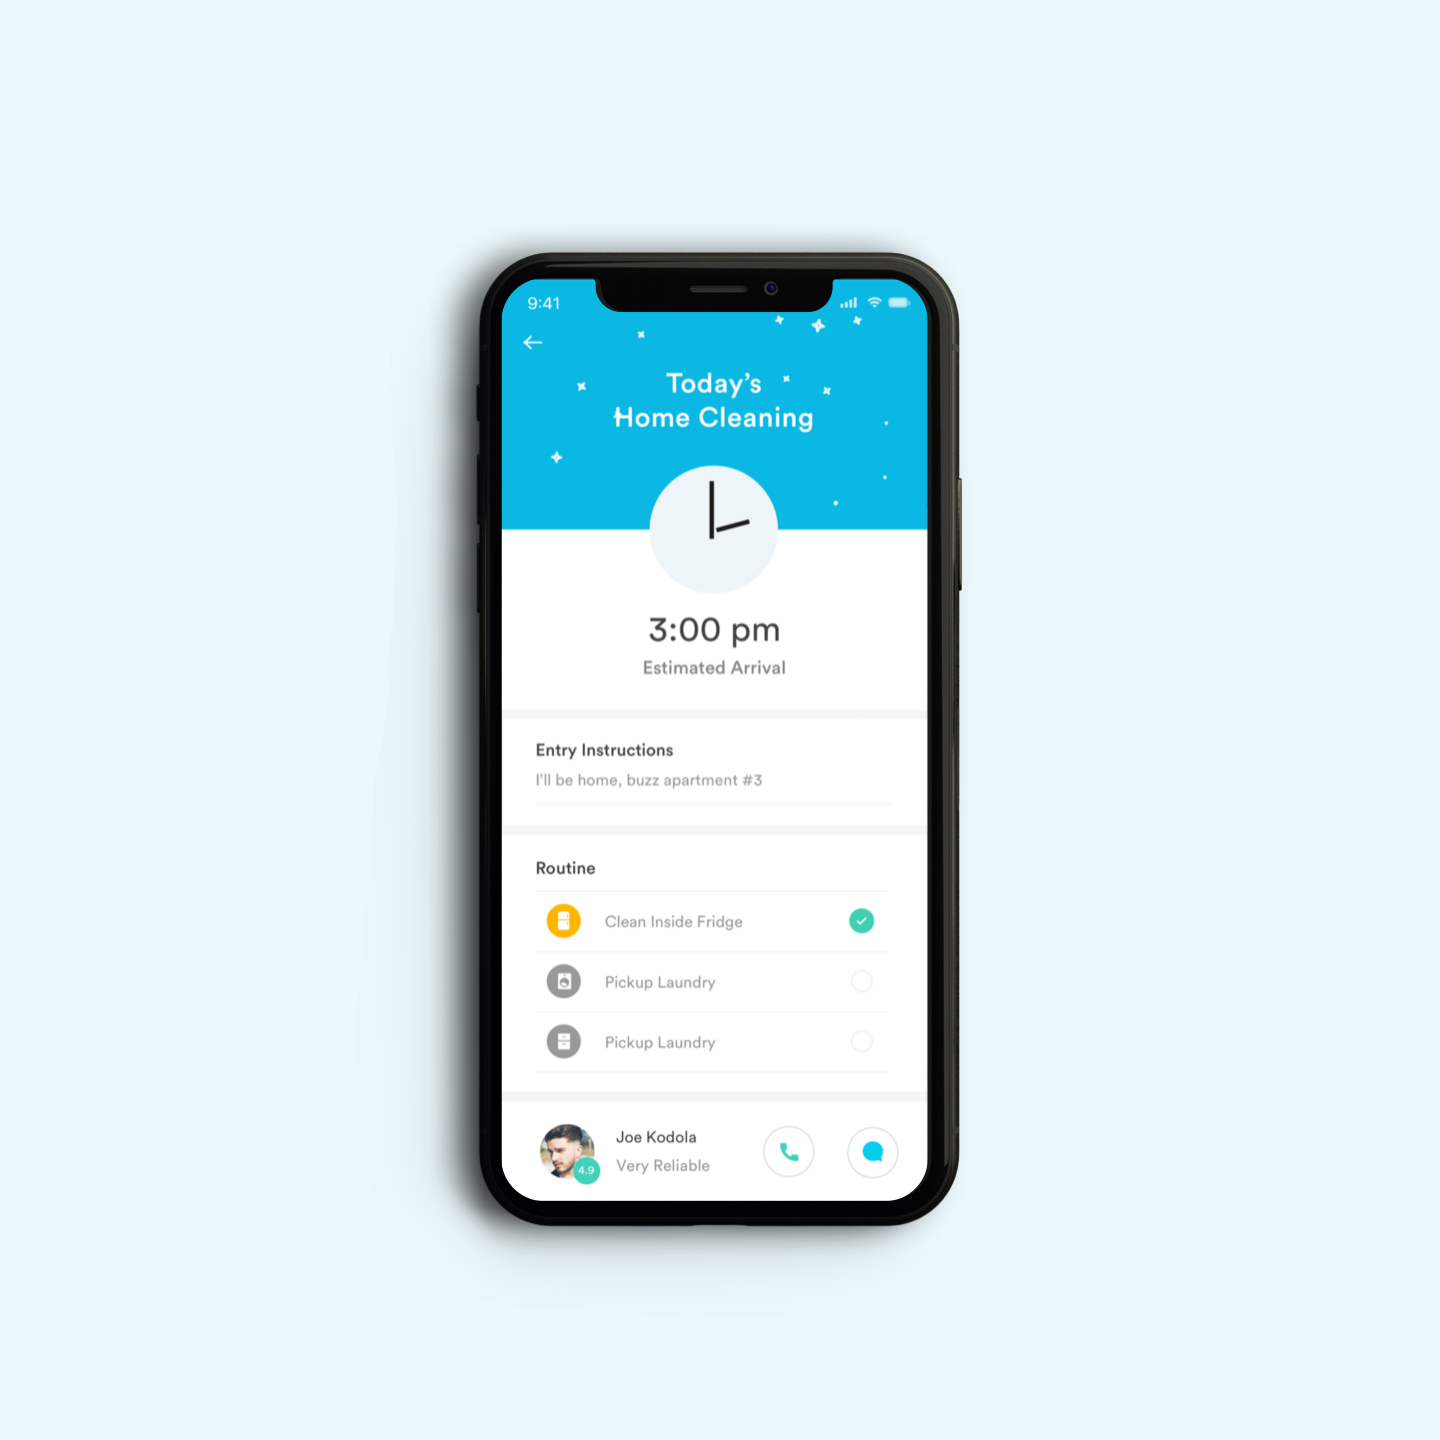 9:41
Today's
Home Cleaning
3:00 pm
Estimated Arrival
Entry Instructions
I'll be home, buzz apartment #3
Routine
Clean Inside Fridge
Pickup Laundry
Pickup Laundry
Joe Kodola
4.9
Very Reliable